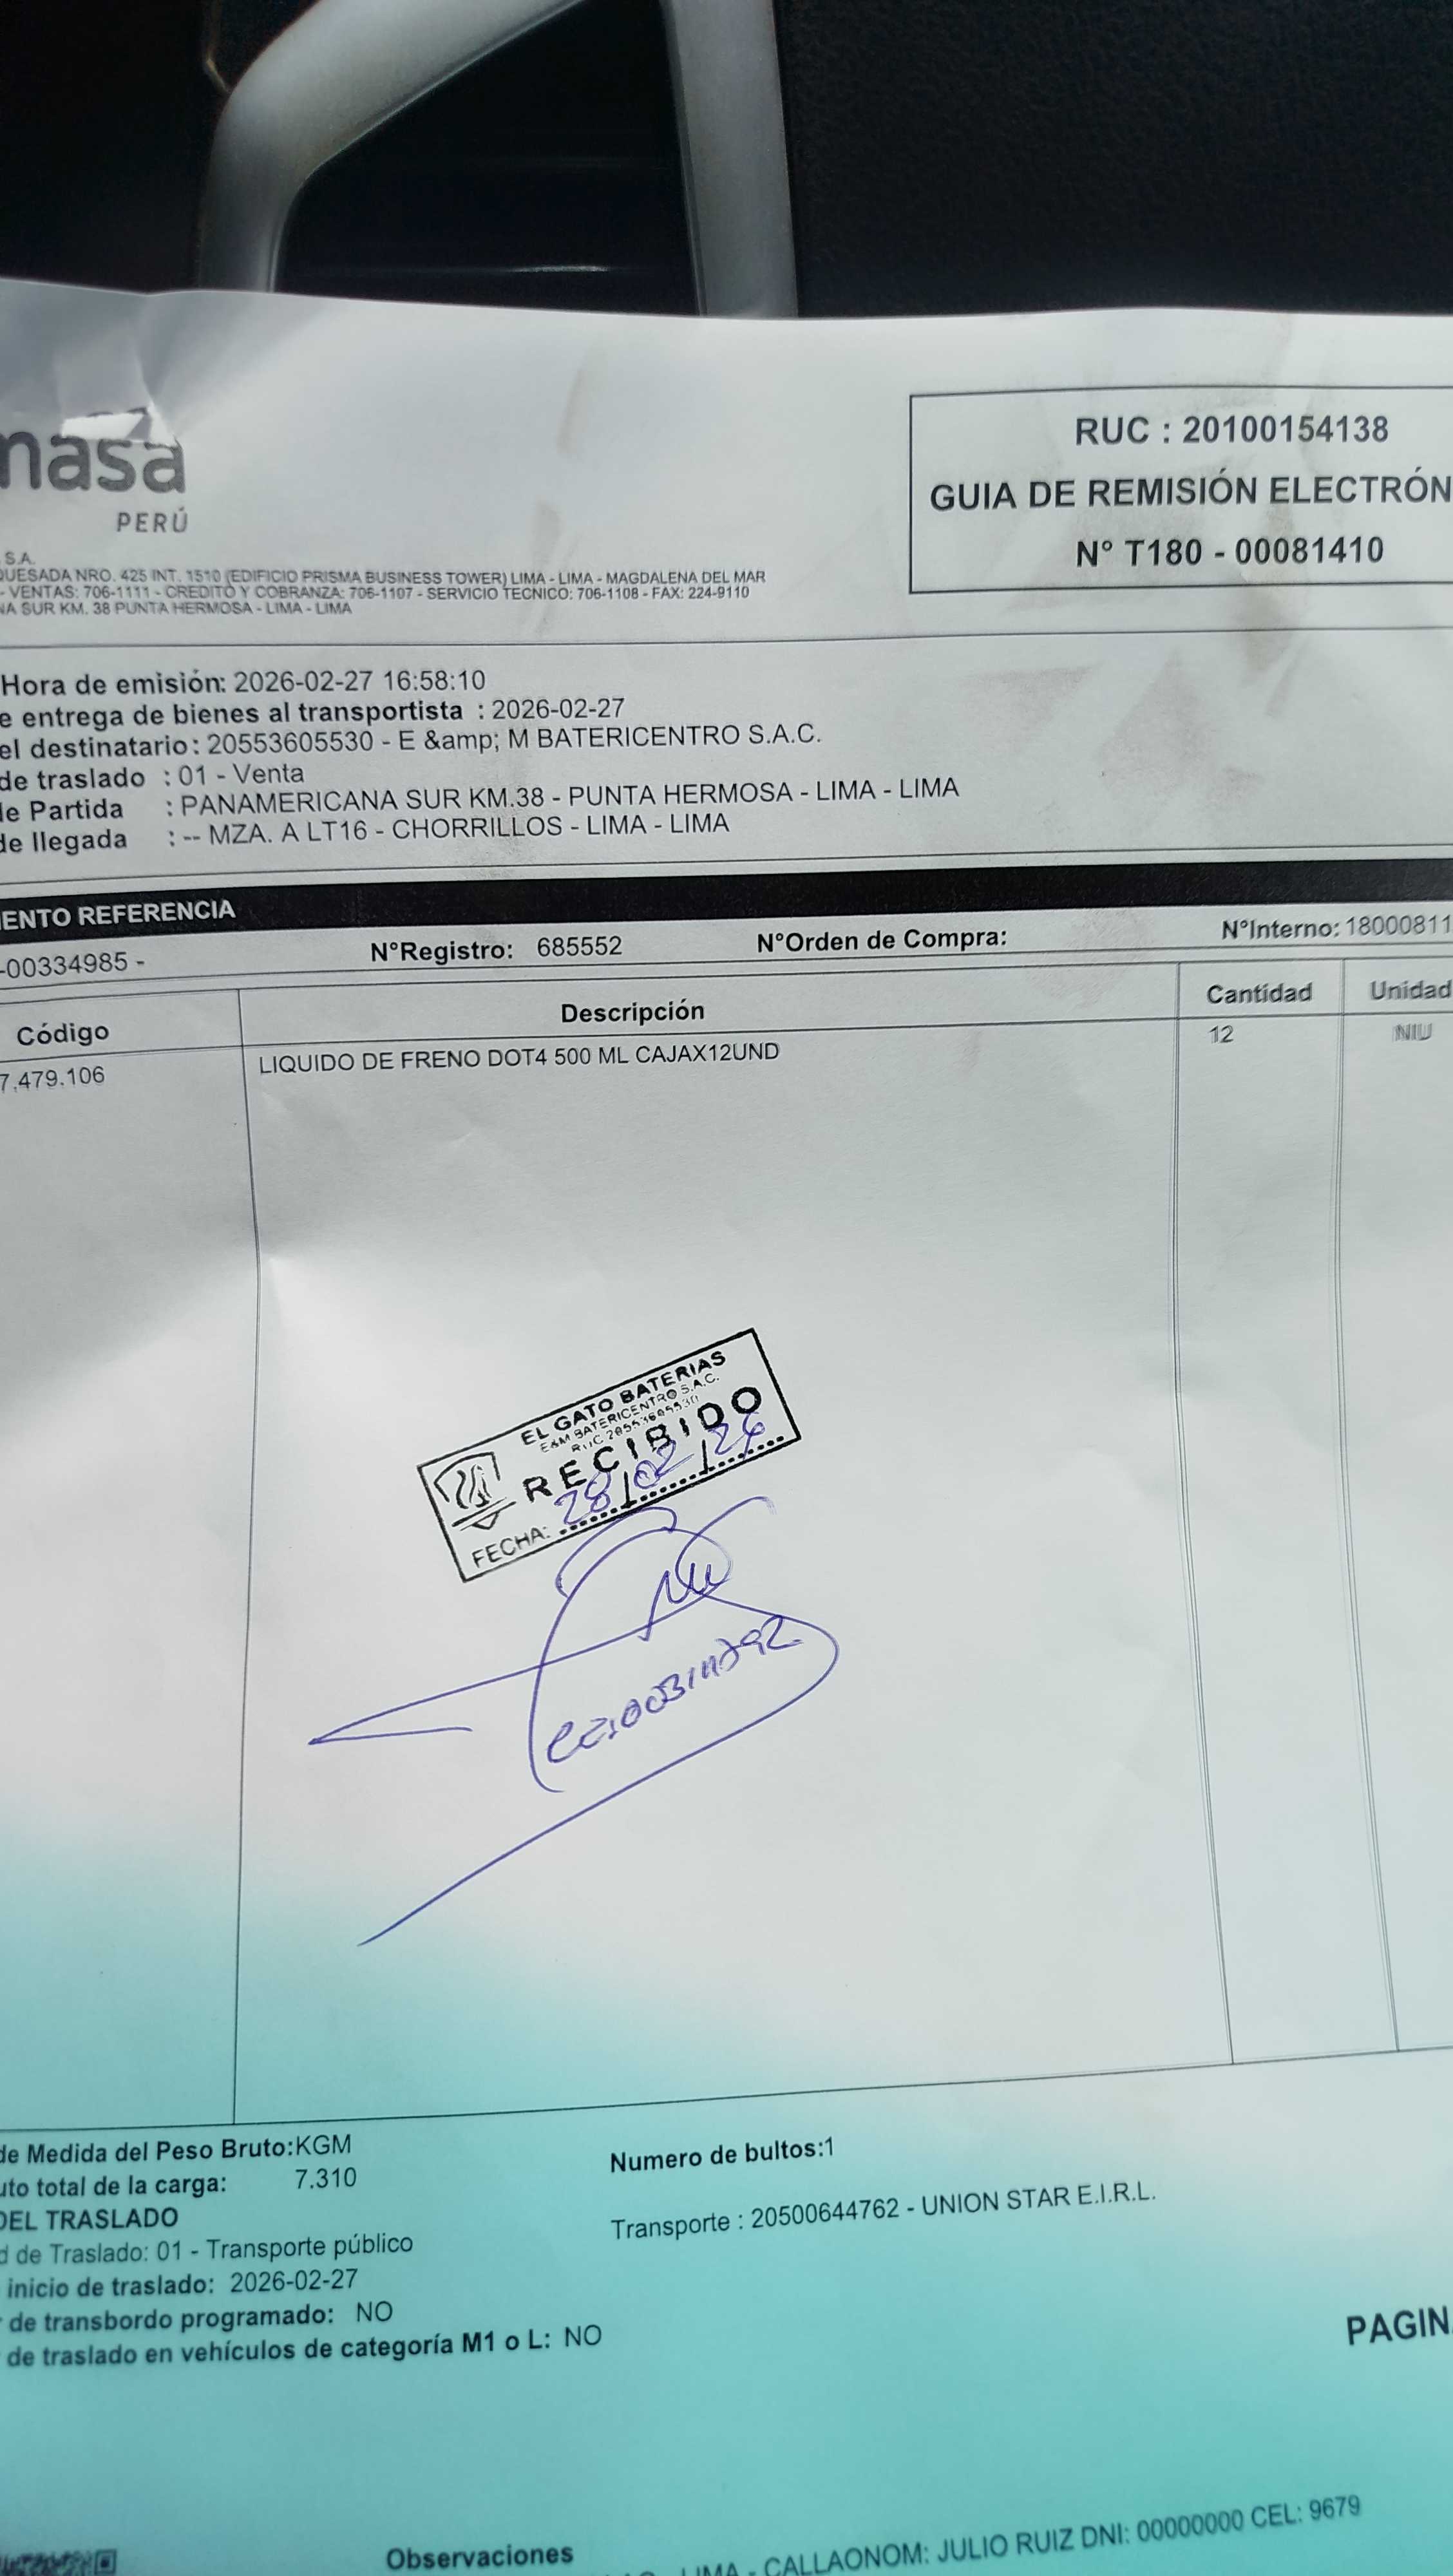 nasa
PERÚ
RUC : 20100154138
GUIA DE REMISIÓN ELECTRÓN
N° T180 - 00081410
S.A.
QUESADA NRO. 425 INT. 1510 (EDIFICIO PRISMA BUSINESS TOWER) LIMA - LIMA - MAGDALENA DEL MAR
- VENTAS: 706-1111 - CREDITO Y COBRANZA: 706-1107 - SERVICIO TECNICO: 706-1108 - FAX: 224-9110
NA SUR KM. 38 PUNTA HERMOSA - LIMA - LIMA
Hora de emisión: 2026-02-27 16:58:10
e entrega de bienes al transportista : 2026-02-27
el destinatario: 20553605530 - E &amp; M BATERICENTRO S.A.C.
de traslado : 01 - Venta
de Partida : PANAMERICANA SUR KM.38 - PUNTA HERMOSA - LIMA - LIMA
de llegada : -- MZA. A LT16 - CHORRILLOS - LIMA - LIMA
ENTO REFERENCIA
-00334985 - N°Registro: 685552 N°Orden de Compra: N°Interno: 18000811
Código Descripción Cantidad Unidad
7,479.106 LIQUIDO DE FRENO DOT4 500 ML CAJAX12UND 12 NIU
EL GATO BATERIAS
E&M BATERICENTRO S.A.C.
RUC 20553605530
RECIBIDO
FECHA: 28/02/26
de Medida del Peso Bruto:KGM Numero de bultos:1
uto total de la carga: 7.310
DEL TRASLADO Transporte : 20500644762 - UNION STAR E.I.R.L.
d de Traslado: 01 - Transporte público
inicio de traslado: 2026-02-27
de transbordo programado: NO
de traslado en vehículos de categoría M1 o L: NO
PAGIN
Observaciones
LIMA - CALLAONOM: JULIO RUIZ DNI: 00000000 CEL: 9679